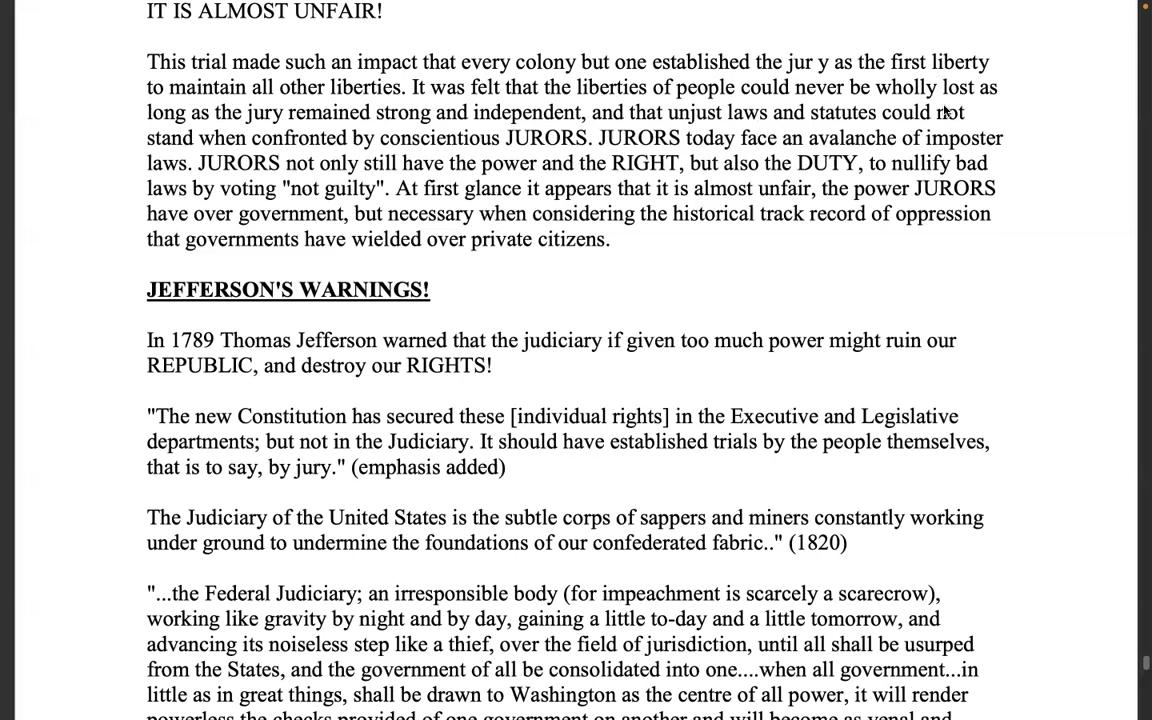 IT IS ALMOST UNFAIR!
This trial made such an impact that every colony but one established the jur y as the first liberty
to maintain all other liberties. It was felt that the liberties of people could never be wholly lost as
long as the jury remained strong and independent, and that unjust laws and statutes could not
stand when confronted by conscientious JURORS. JURORS today face an avalanche of imposter
laws. JURORS not only still have the power and the RIGHT, but also the DUTY, to nullify bad
laws by voting "not guilty". At first glance it appears that it is almost unfair, the power JURORS
have over government, but necessary when considering the historical track record of oppression
that governments have wielded over private citizens.
JEFFERSON'S WARNINGS!
In 1789 Thomas Jefferson warned that the judiciary if given too much power might ruin our
REPUBLIC, and destroy our RIGHTS!
"The new Constitution has secured these [individual rights] in the Executive and Legislative
departments; but not in the Judiciary. It should have established trials by the people themselves,
that is to say, by jury." (emphasis added)
The Judiciary of the United States is the subtle corps of sappers and miners constantly working
under ground to undermine the foundations of our confederated fabric.." (1820)
"...the Federal Judiciary; an irresponsible body (for impeachment is scarcely a scarecrow),
working like gravity by night and by day, gaining a little to-day and a little tomorrow, and
advancing its noiseless step like a thief, over the field of jurisdiction, until all shall be usurped
from the States, and the government of all be consolidated into one....when all government...in
little as in great things, shall be drawn to Washington as the centre of all power, it will render
powerless the checks provided of one government on another and will become as venal and